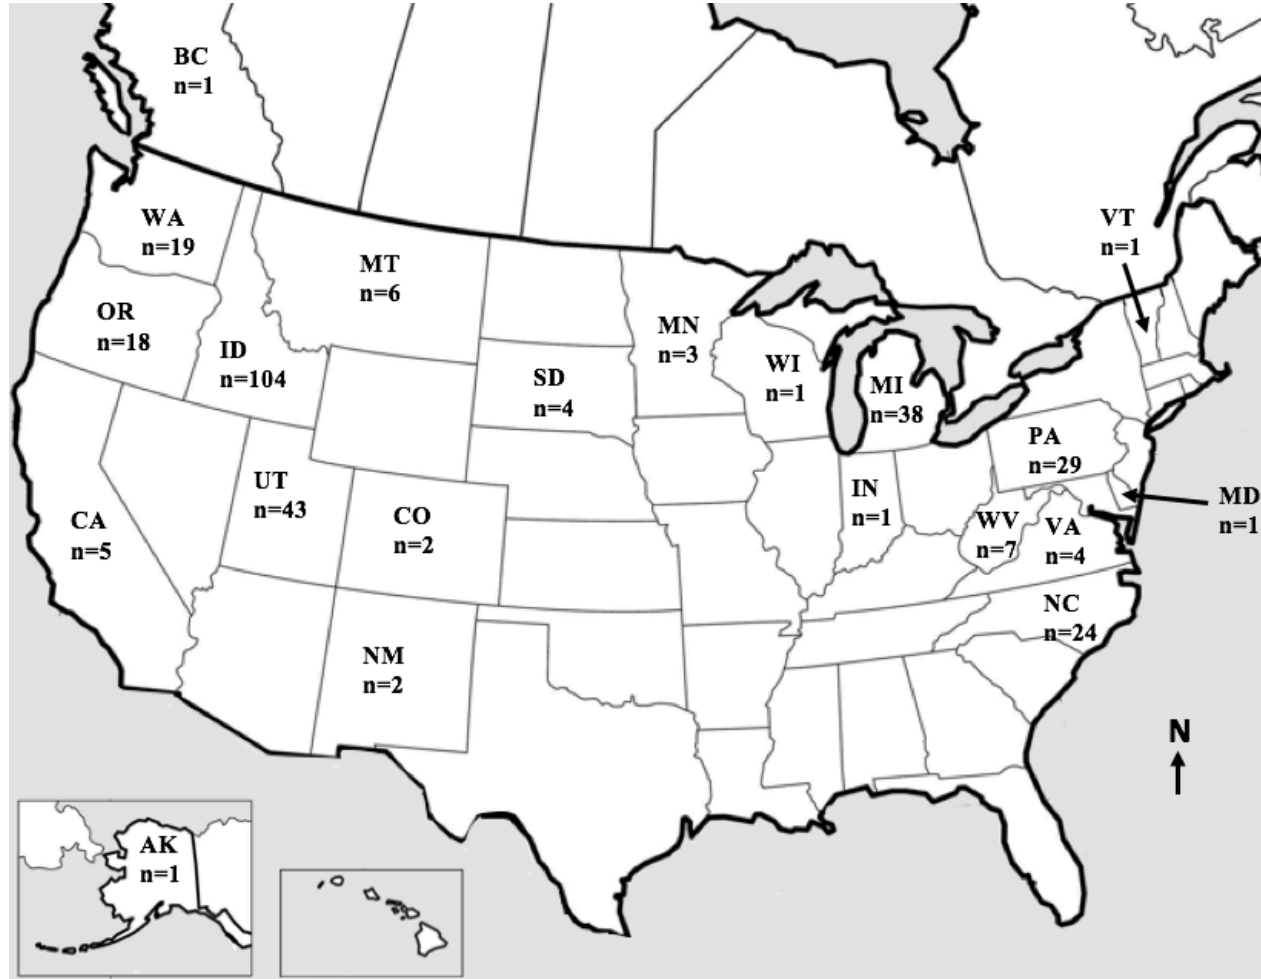 BC
n=1
WA
n=19
MT
n=6
OR
n=18
ID
n=104
VT
n=1
MN
n=3
WI
n=1
MI
n=38
SD
n=4
PA
n=29
UT
n=43
CO
n=2
CA
n=5
IN
n=1
WV
n=7
VA
n=4
MD
n=1
NC
n=24
NM
n=2
N
AK
n=1